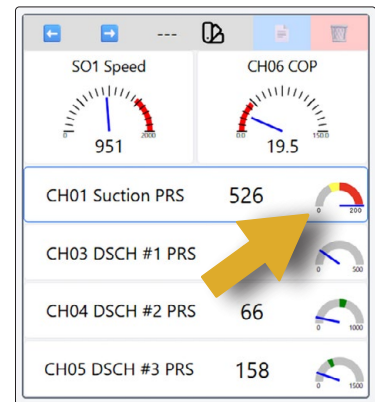 ---
SO1 Speed
CH06 COP
0 2000
951
0.0 150.0
19.5
CH01 Suction PRS 526
0 200
CH03 DSCH #1 PRS
0 500
CH04 DSCH #2 PRS 66
0 1000
CH05 DSCH #3 PRS 158
0 1500